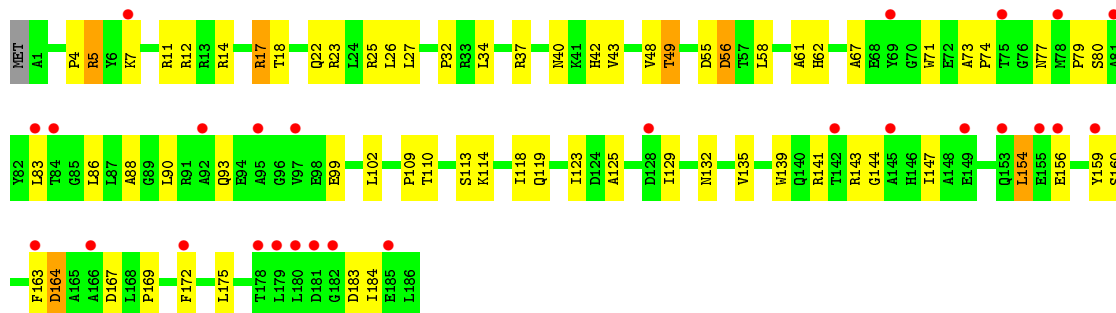 MET A1 P4 R5 Y6 K7 R11 R12 R13 R14 R17 T18 Q22 R23 L24 R25 L26 L27 P32 R33 L34 R37 N40 K41 H42 V43 V48 T49 D55 D56 T57 L58 A61 H62 A67 E68 Y69 G70 W71 E72 A73 P74 T75 G76 N77 M78 P79 S80 A81
Y82 L83 T84 G85 L86 L87 A88 G89 L90 R91 A92 Q93 E94 A95 G96 V97 E98 E99 L102 P109 T110 S113 K114 I118 Q119 I123 D124 A125 D128 I129 N132 V135 W139 Q140 R141 T142 R143 G144 A145 H146 I147 A148 E149 Q153 L154 E155 E156 Y159 S160
F163 D164 A165 A166 D167 L168 P169 F172 L175 T178 L179 L180 D181 G182 D183 I184 E185 L186